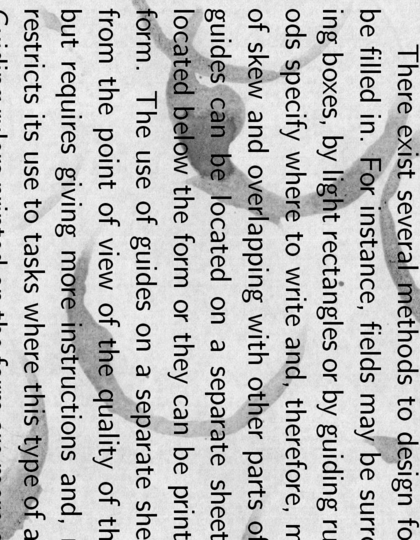 There exist several methods to design fo
be filled in. For instance, fields may be surro
ing boxes, by light rectangles or by guiding ru
ods specify where to write and, therefore, m
of skew and overlapping with other parts of
guides can be located on a separate sheet
located below the form or they can be print
form. The use of guides on a separate she
from the point of view of the quality of th
but requires giving more instructions and,
restricts its use to tasks where this type of a